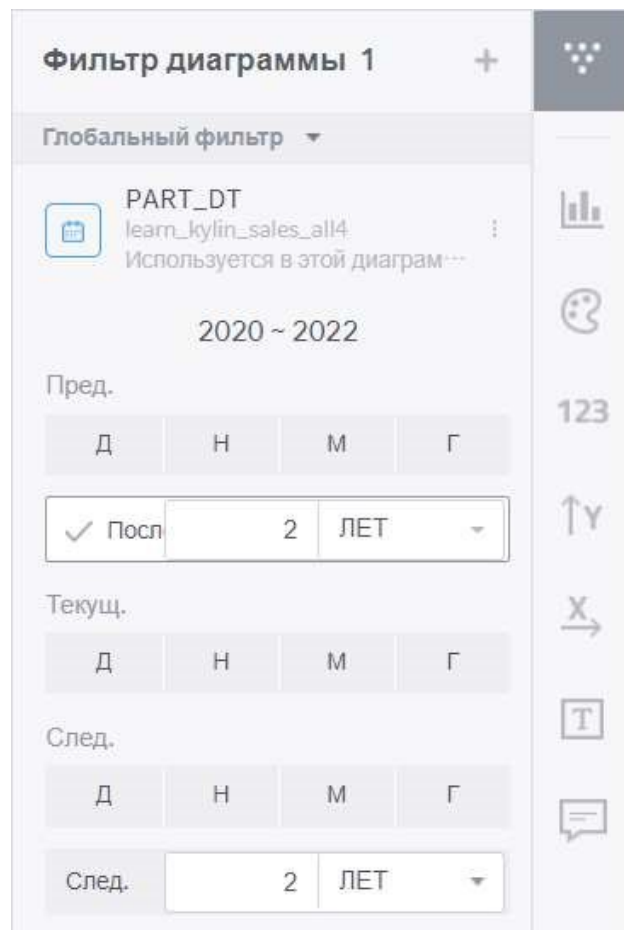 Фильтр диаграммы 1 +
Глобальный фильтр
PART_DT
learn_kylin_sales_all4
Используется в этой диаграм...
2020 ~ 2022
Пред.
Д Н М Г
Посл 2 ЛЕТ
Текущ.
Д Н М Г
След.
Д Н М Г
След. 2 ЛЕТ
123
Y
X
T